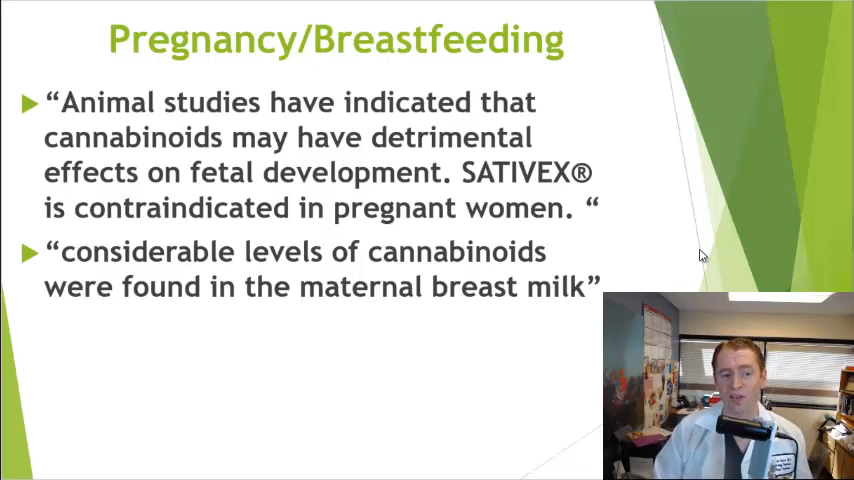 Pregnancy/Breastfeeding
“Animal studies have indicated that
cannabinoids may have detrimental
effects on fetal development. SATIVEX®
is contraindicated in pregnant women. “
“considerable levels of cannabinoids
were found in the maternal breast milk”